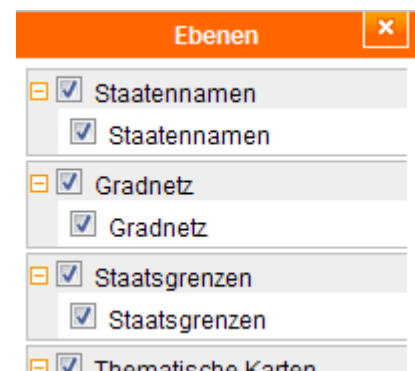 Ebenen
Staatennamen
Staatennamen
Gradnetz
Gradnetz
Staatsgrenzen
Staatsgrenzen
Thematische Karten